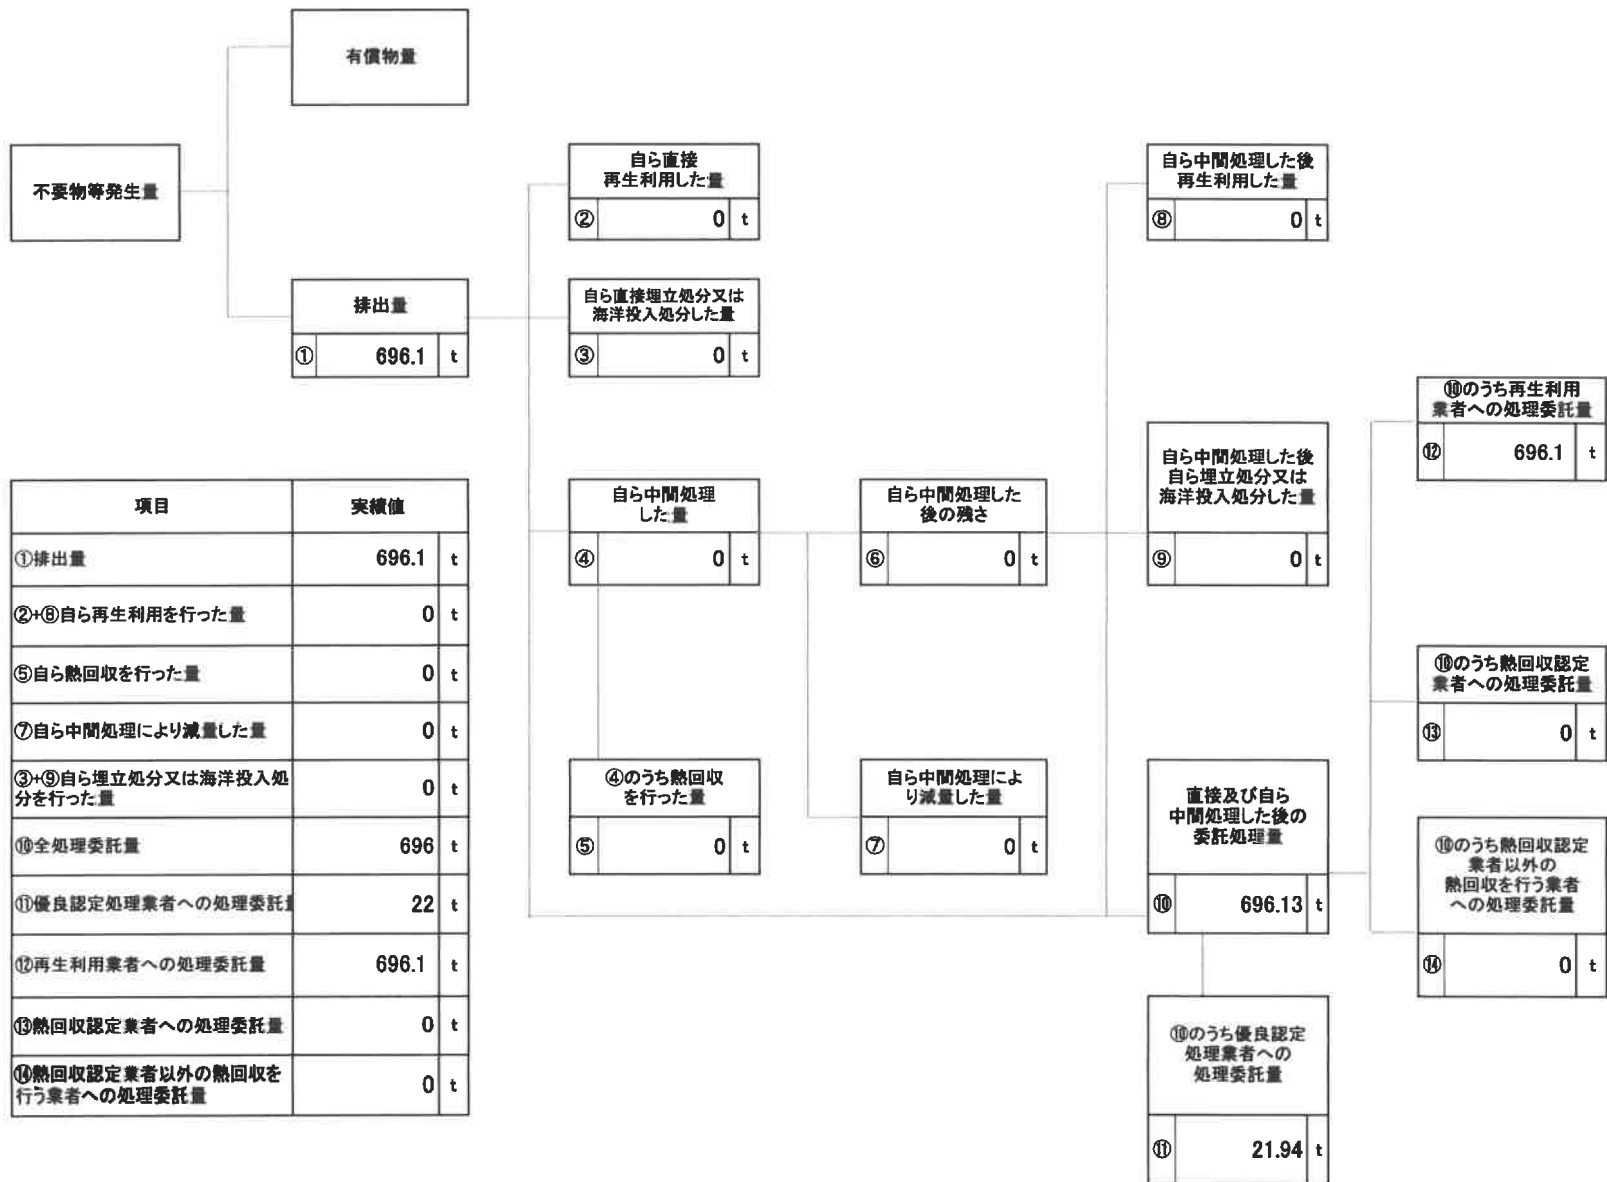 有償物量
不要物等発生量
排出量
① 696.1 t
自ら直接
再生利用した量
② 0 t
自ら直接埋立処分又は
海洋投入処分した量
③ 0 t
自ら中間処理
した量
④ 0 t
④のうち熱回収
を行った量
⑤ 0 t
自ら中間処理した
後の残さ
⑥ 0 t
自ら中間処理によ
り減量した量
⑦ 0 t
自ら中間処理した後
再生利用した量
⑧ 0 t
自ら中間処理した後
自ら埋立処分又は
海洋投入処分した量
⑨ 0 t
直接及び自ら
中間処理した後の
委託処理量
⑩ 696.13 t
⑩のうち優良認定
処理業者への
処理委託量
⑪ 21.94 t
⑩のうち再生利用
業者への処理委託量
⑫ 696.1 t
⑩のうち熱回収認定
業者への処理委託量
⑬ 0 t
⑩のうち熱回収認定
業者以外の
熱回収を行う業者
への処理委託量
⑭ 0 t
項目 実績値
①排出量 696.1 t
②+⑧自ら再生利用を行った量 0 t
⑤自ら熱回収を行った量 0 t
⑦自ら中間処理により減量した量 0 t
③+⑨自ら埋立処分又は海洋投入処
分を行った量 0 t
⑩全処理委託量 696 t
⑪優良認定処理業者への処理委託量 22 t
⑫再生利用業者への処理委託量 696.1 t
⑬熱回収認定業者への処理委託量 0 t
⑭熱回収認定業者以外の熱回収を
行う業者への処理委託量 0 t